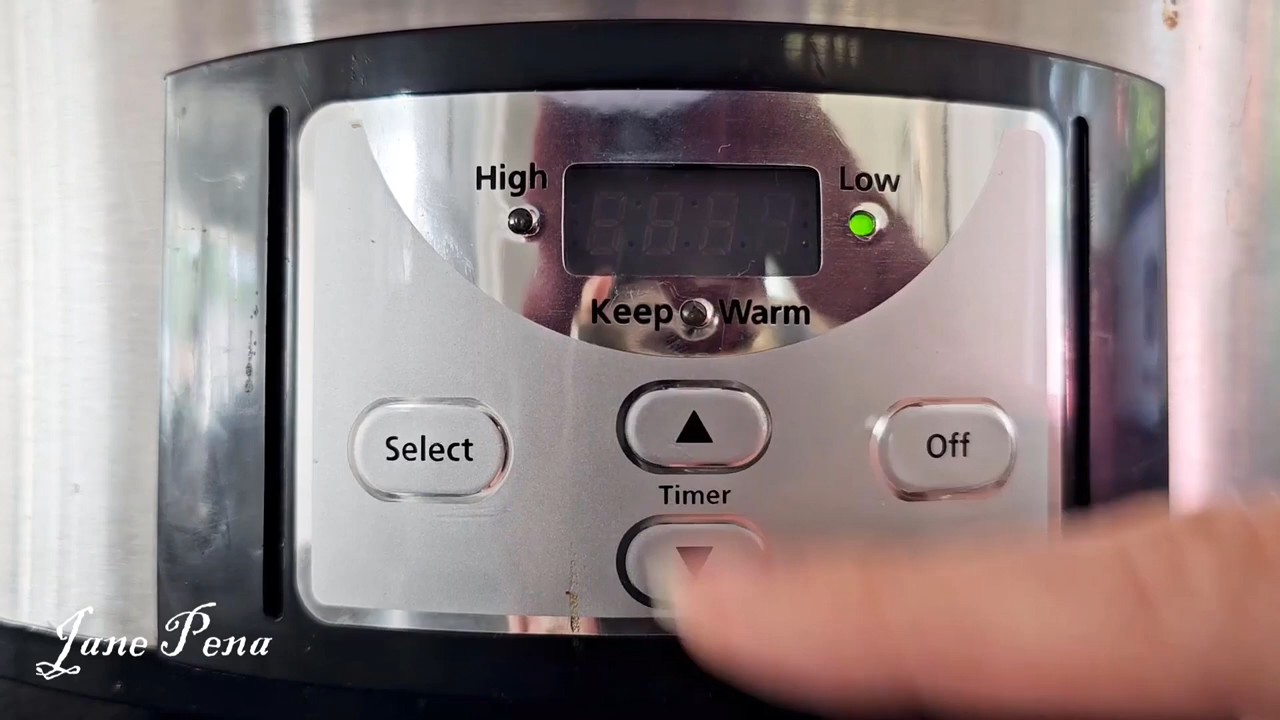 High
Low
Keep Warm
Select
▲
Off
Timer
▼
Jane Pena